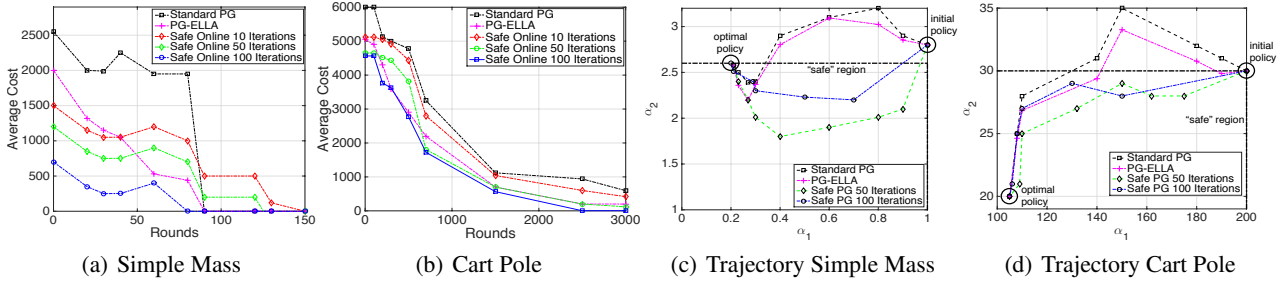 2500
2000
1500
1000
500
0
0
50
100
150
Average Cost
Rounds
Standard PG
PG-ELLA
Safe Online 10 Iterations
Safe Online 50 Iterations
Safe Online 100 Iterations
(a) Simple Mass
6000
5000
4000
3000
2000
1000
0
0
1000
2000
3000
Average Cost
Rounds
Standard PG
PG-ELLA
Safe Online 10 Iterations
Safe Online 50 Iterations
Safe Online 100 Iterations
(b) Cart Pole
3
2.6
2.2
1.8
1.4
1
0
0.2
0.4
0.6
0.8
1
α2
α1
optimal
policy
initial
policy
"safe" region
Standard PG
PG-ELLA
Safe PG 50 Iterations
Safe PG 100 Iterations
(c) Trajectory Simple Mass
35
30
25
20
100
120
140
160
180
200
α2
α1
initial
policy
"safe" region
optimal
policy
Standard PG
PG-ELLA
Safe PG 50 Iterations
Safe PG 100 Iterations
(d) Trajectory Cart Pole